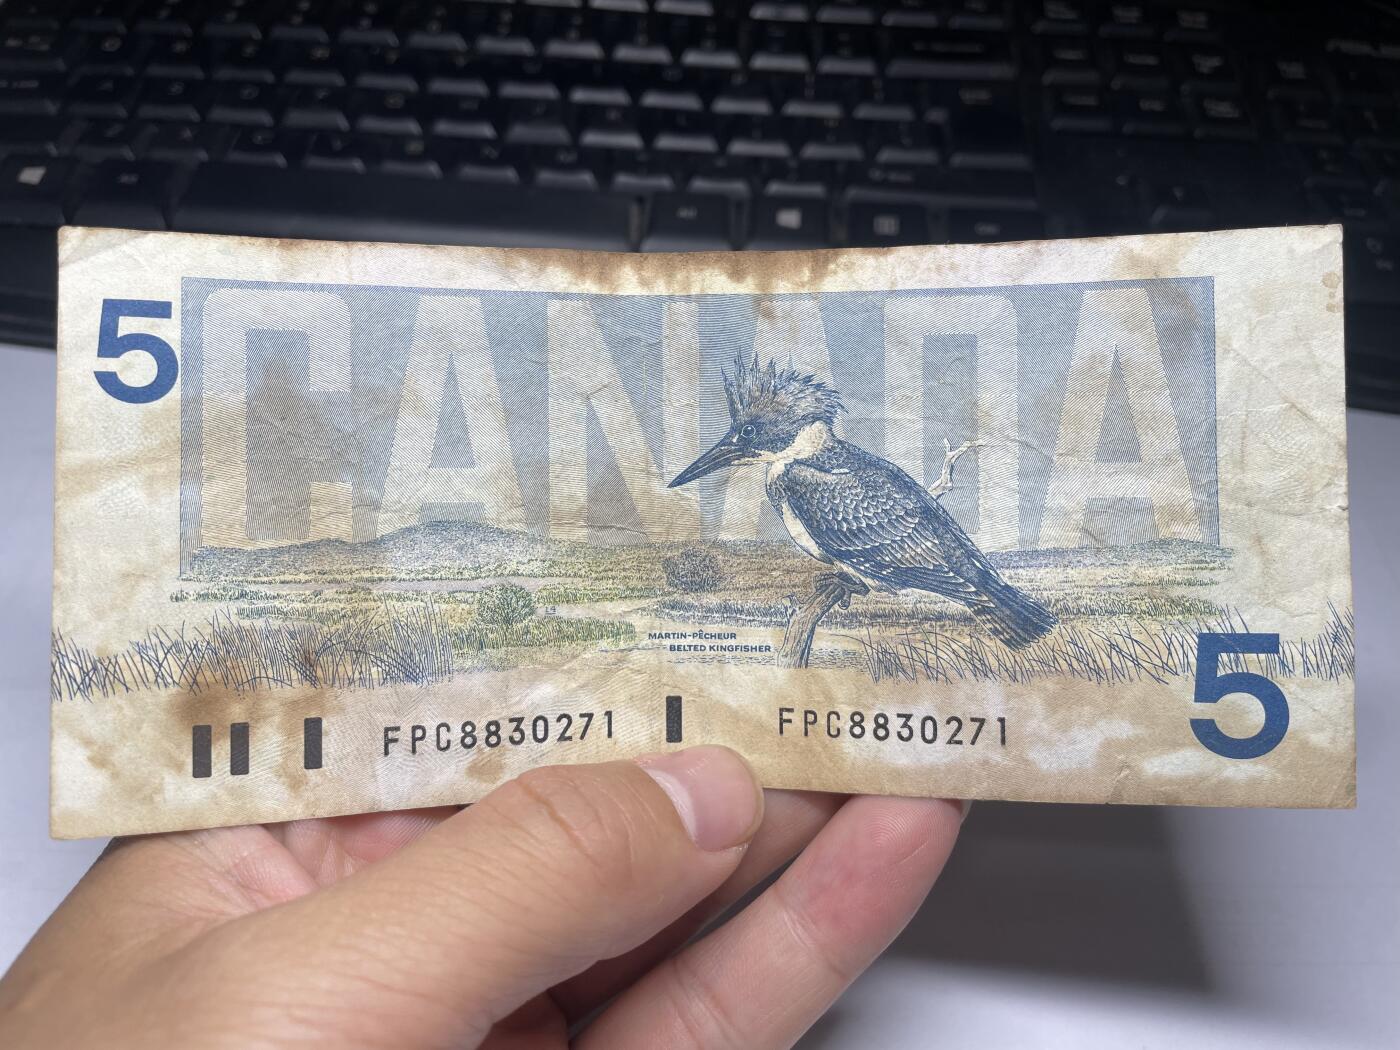 5
CANADA
MARTIN-PÊCHEUR
BELTED KINGFISHER
5
FPC8830271
FPC8830271